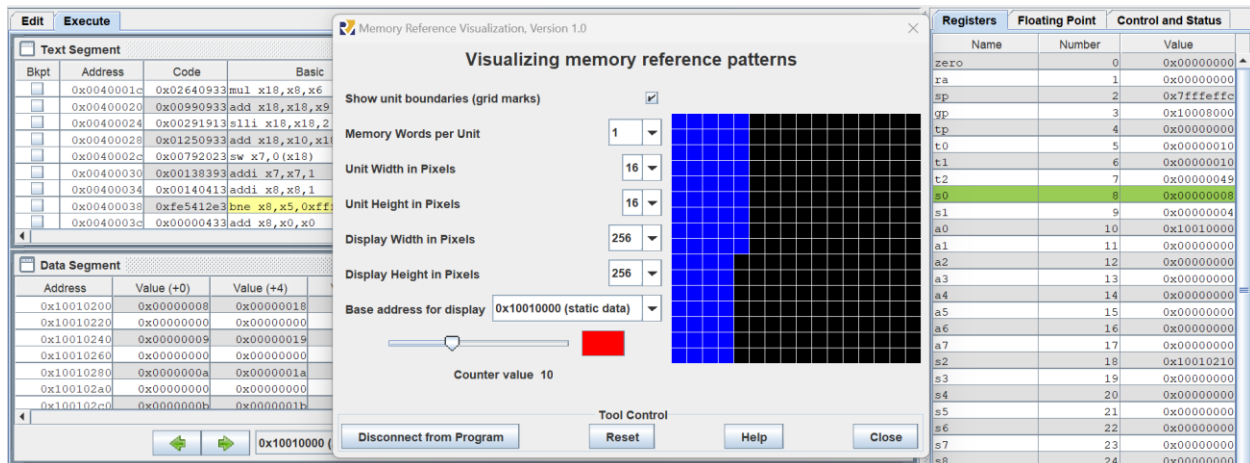 Edit Execute
Text Segment
Bkpt Address Code Basic
0x0040001c 0x02640933 mul x18,x8,x6
0x00400020 0x00990933 add x18,x18,x9
0x00400024 0x00291913 slli x18,x18,2
0x00400028 0x01250933 add x18,x10,x18
0x0040002c 0x00792023 sw x7,0(x18)
0x00400030 0x00138393 addi x7,x7,1
0x00400034 0x00140413 addi x8,x8,1
0x00400038 0xfe5412e3 bne x8,x5,0xff
0x0040003c 0x00000433 add x8,x0,x0
Data Segment
Address Value (+0) Value (+4)
0x10010200 0x00000008 0x00000018
0x10010220 0x00000000 0x00000000
0x10010240 0x00000009 0x00000019
0x10010260 0x00000000 0x00000000
0x10010280 0x0000000a 0x0000001a
0x100102a0 0x00000000 0x00000000
0x100102c0 0x0000000b 0x0000001b
0x10010000 (
Memory Reference Visualization, Version 1.0
Visualizing memory reference patterns
Show unit boundaries (grid marks)
Memory Words per Unit 1
Unit Width in Pixels 16
Unit Height in Pixels 16
Display Width in Pixels 256
Display Height in Pixels 256
Base address for display 0x10010000 (static data)
Counter value 10
Tool Control
Disconnect from Program Reset Help Close
Registers Floating Point Control and Status
Name Number Value
zero 0 0x00000000
ra 1 0x00000000
sp 2 0x7fffeffc
gp 3 0x10008000
tp 4 0x00000000
t0 5 0x00000010
t1 6 0x00000010
t2 7 0x00000049
s0 8 0x00000008
s1 9 0x00000004
a0 10 0x10010000
a1 11 0x00000000
a2 12 0x00000000
a3 13 0x00000000
a4 14 0x00000000
a5 15 0x00000000
a6 16 0x00000000
a7 17 0x00000000
s2 18 0x10010210
s3 19 0x00000000
s4 20 0x00000000
s5 21 0x00000000
s6 22 0x00000000
s7 23 0x00000000
s8 24 0x00000000